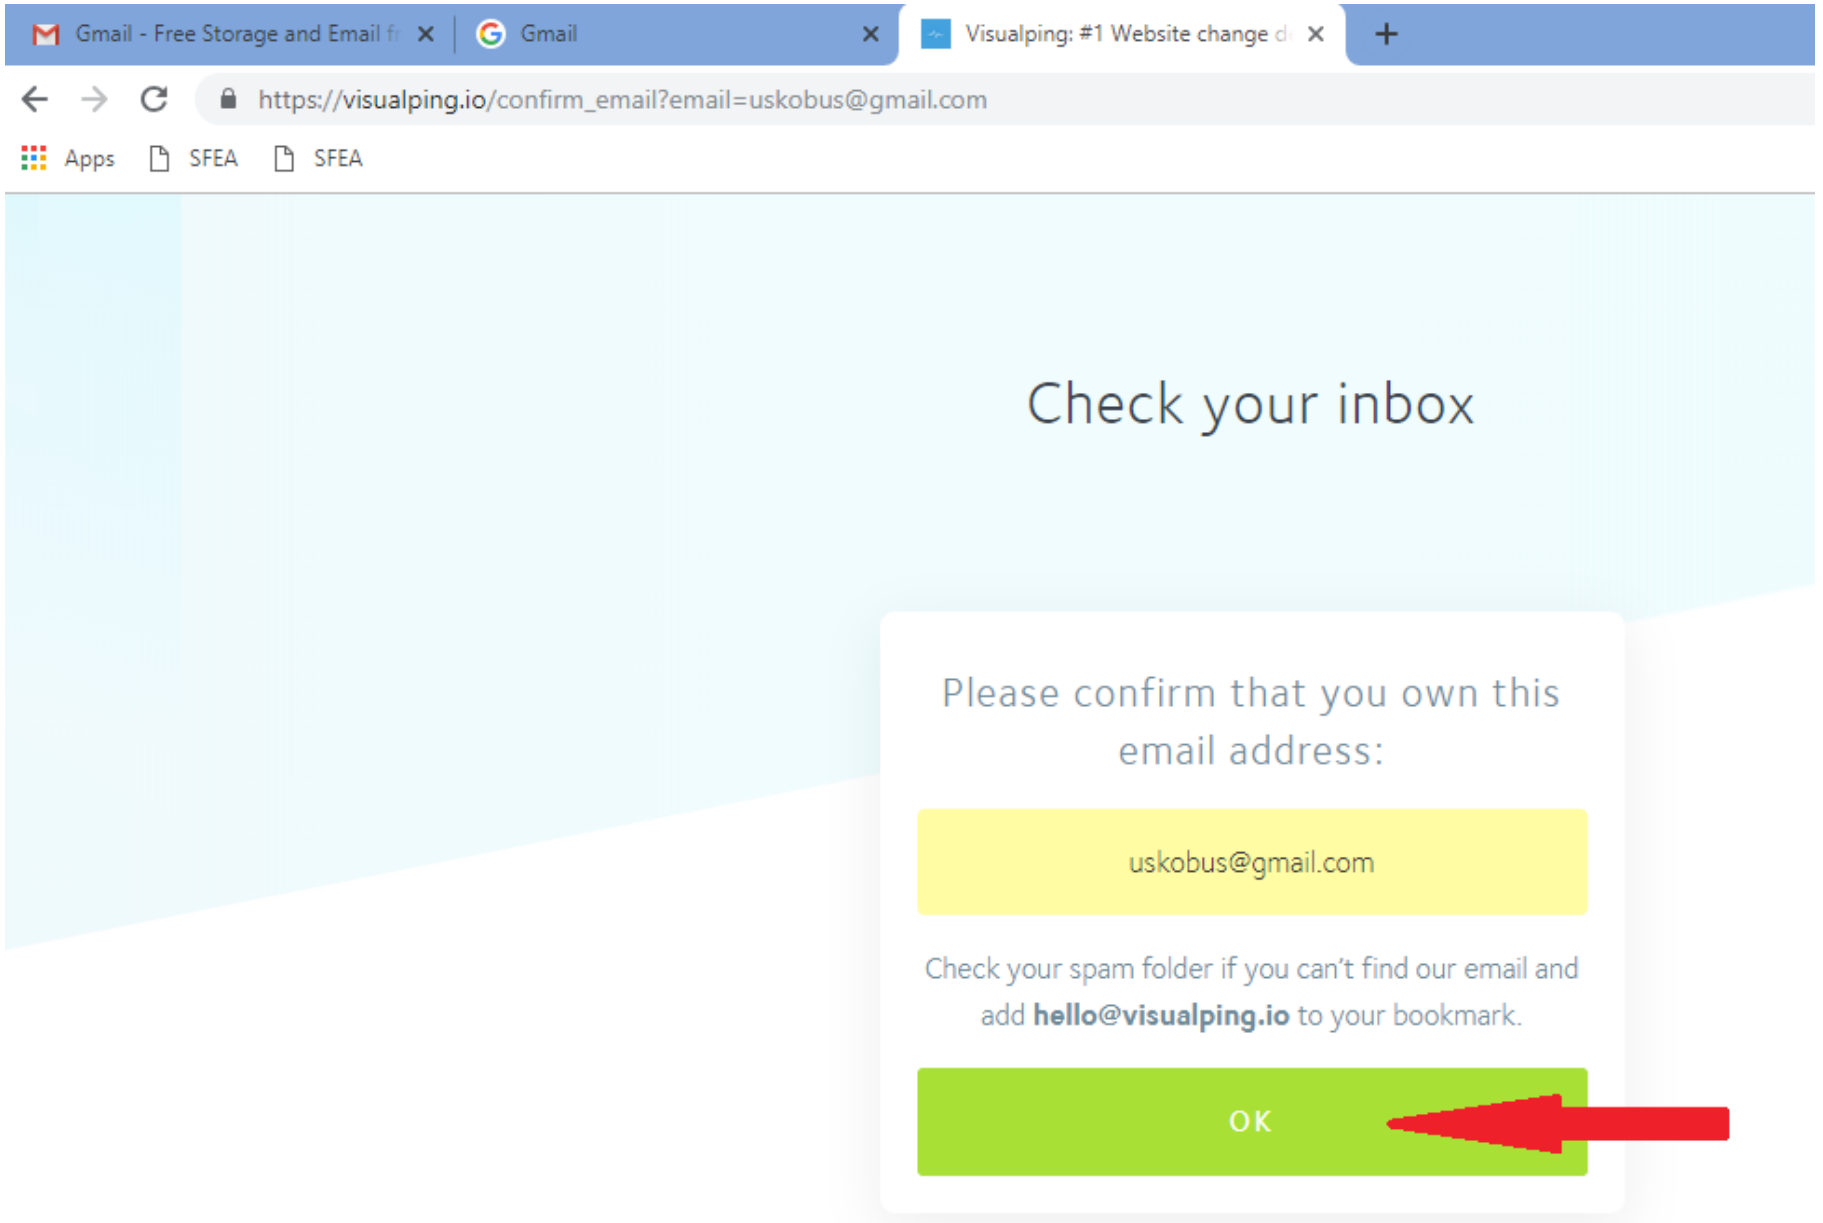 Gmail - Free Storage and Email
Gmail
Visualping: #1 Website change
https://visualping.io/confirm_email?email=uskobus@gmail.com
Apps
SFEA
SFEA
Check your inbox
Please confirm that you own this
email address:
uskobus@gmail.com
Check your spam folder if you can't find our email and
add hello@visualping.io to your bookmark.
OK